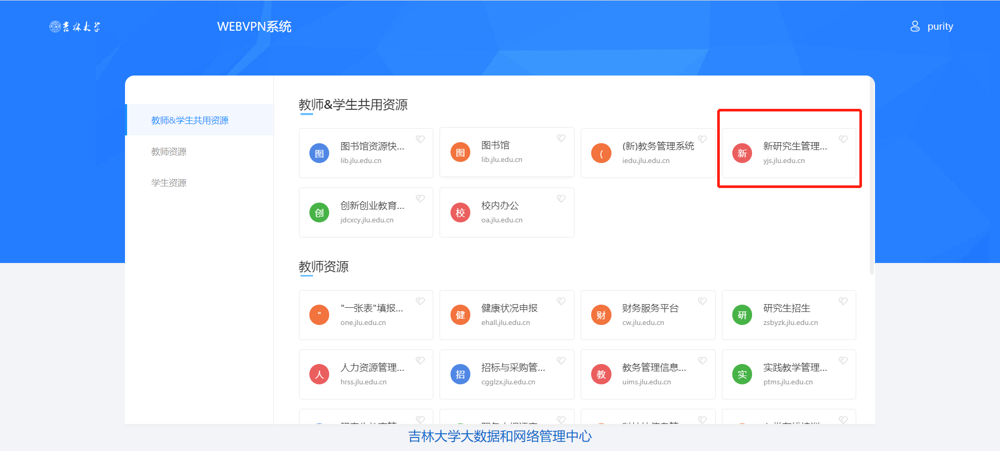 吉林大学
WEBVPN系统
purity
教师&学生共用资源
教师资源
学生资源
教师&学生共用资源
图
图书馆资源快...
lib.jlu.edu.cn
图
图书馆
lib.jlu.edu.cn
(
(新)教务管理系统
iedu.jlu.edu.cn
新
新研究生管理...
yjs.jlu.edu.cn
创
创新创业教育...
jdcxcy.jlu.edu.cn
校
校内办公
oa.jlu.edu.cn
教师资源
"
"一张表"填报...
one.jlu.edu.cn
健
健康状况申报
ehall.jlu.edu.cn
财
财务服务平台
cw.jlu.edu.cn
研
研究生招生
zsbyzk.jlu.edu.cn
人
人力资源管理...
hrss.jlu.edu.cn
招
招标与采购管...
cgglzx.jlu.edu.cn
教
教务管理信息...
uims.jlu.edu.cn
实
实践教学管理...
ptms.jlu.edu.cn
吉林大学大数据和网络管理中心